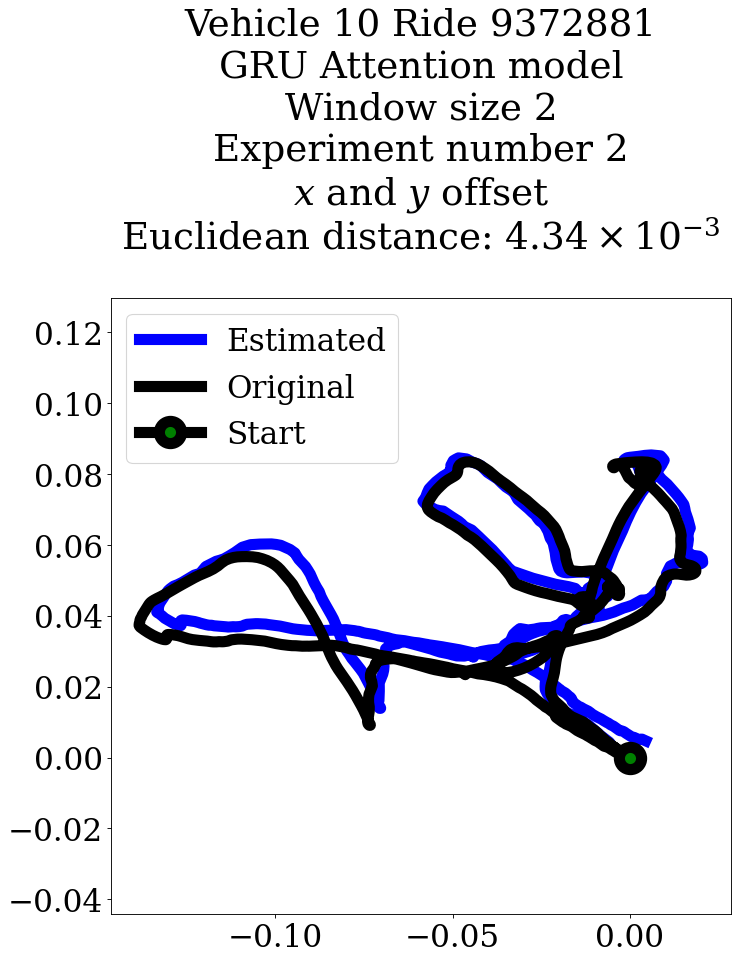 Vehicle 10 Ride 9372881
GRU Attention model
Window size 2
Experiment number 2
x and y offset
Euclidean distance: 4.34 × 10⁻³
Estimated
Original
Start
0.12
0.10
0.08
0.06
0.04
0.02
0.00
−0.02
−0.04
−0.10
−0.05
0.00